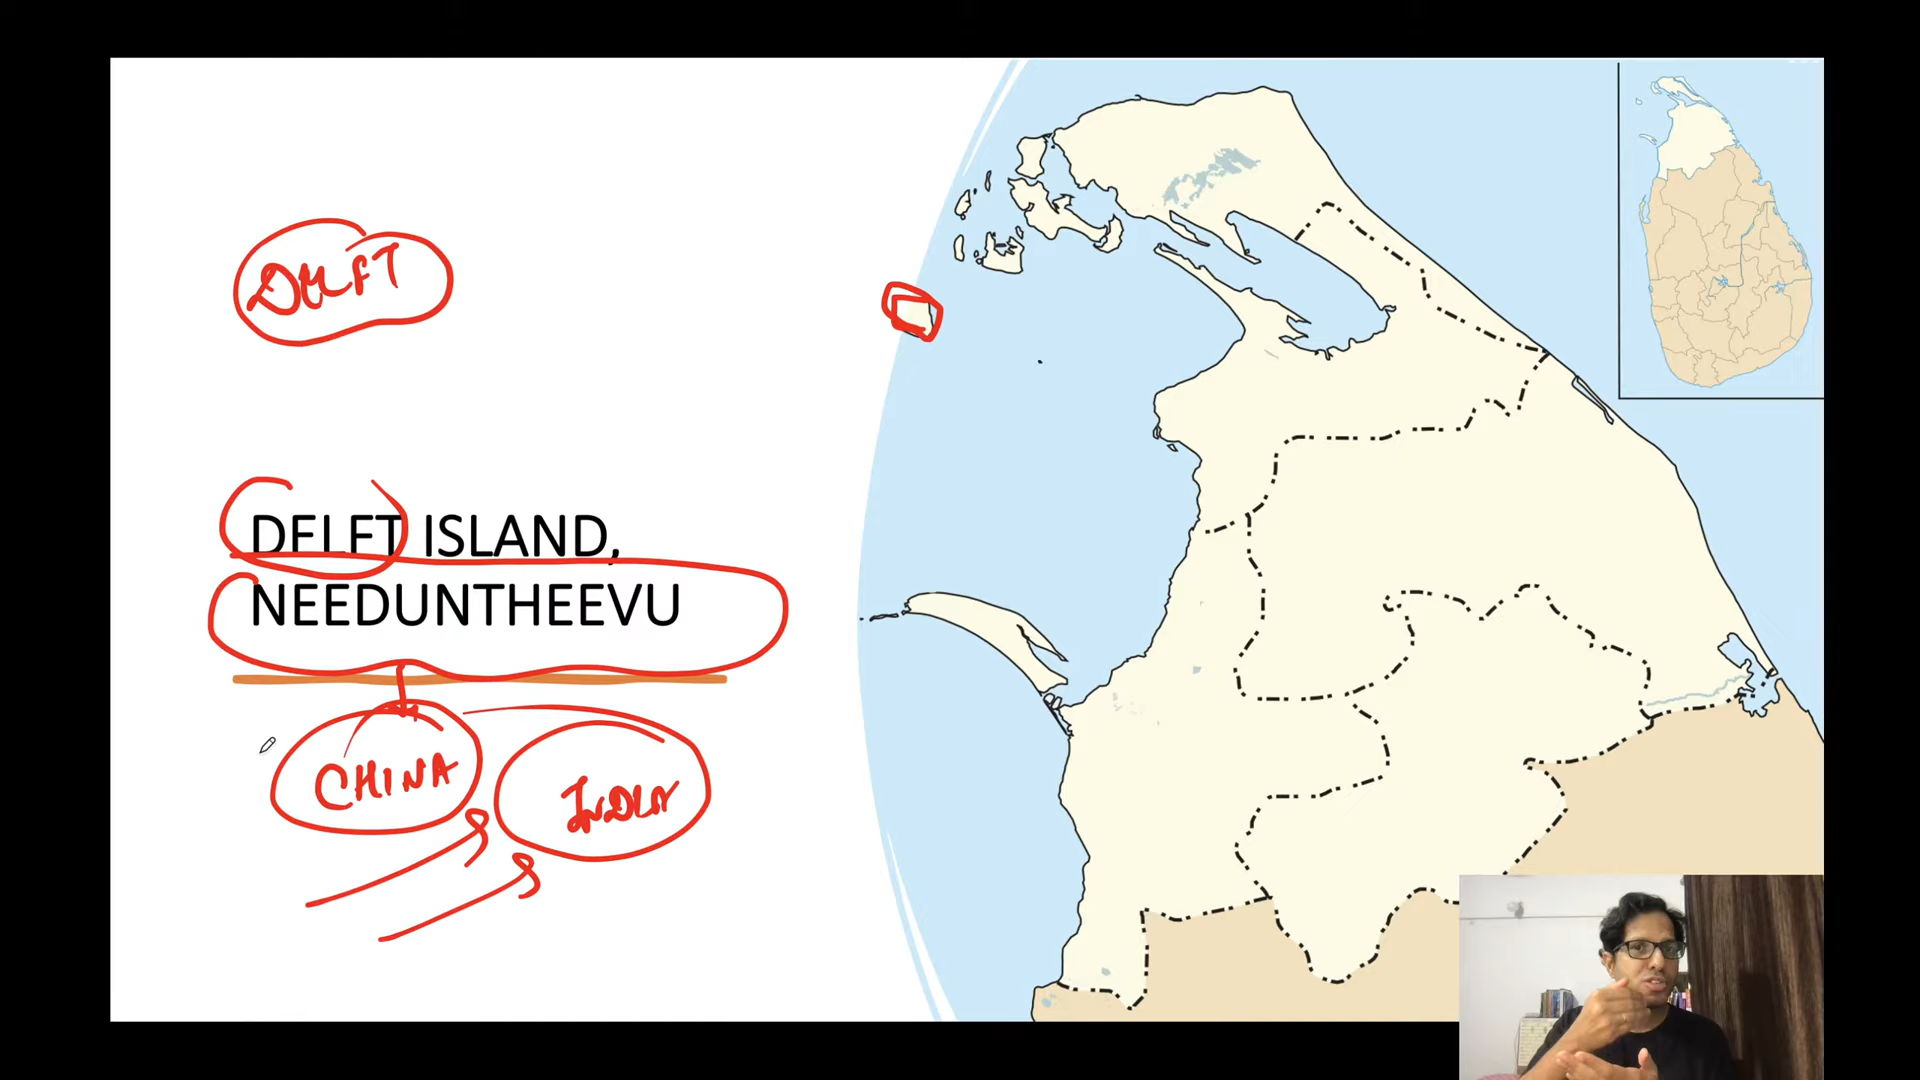 DELFT
DELFT ISLAND,
NEEDUNTHEEVU
CHINA
INDIA